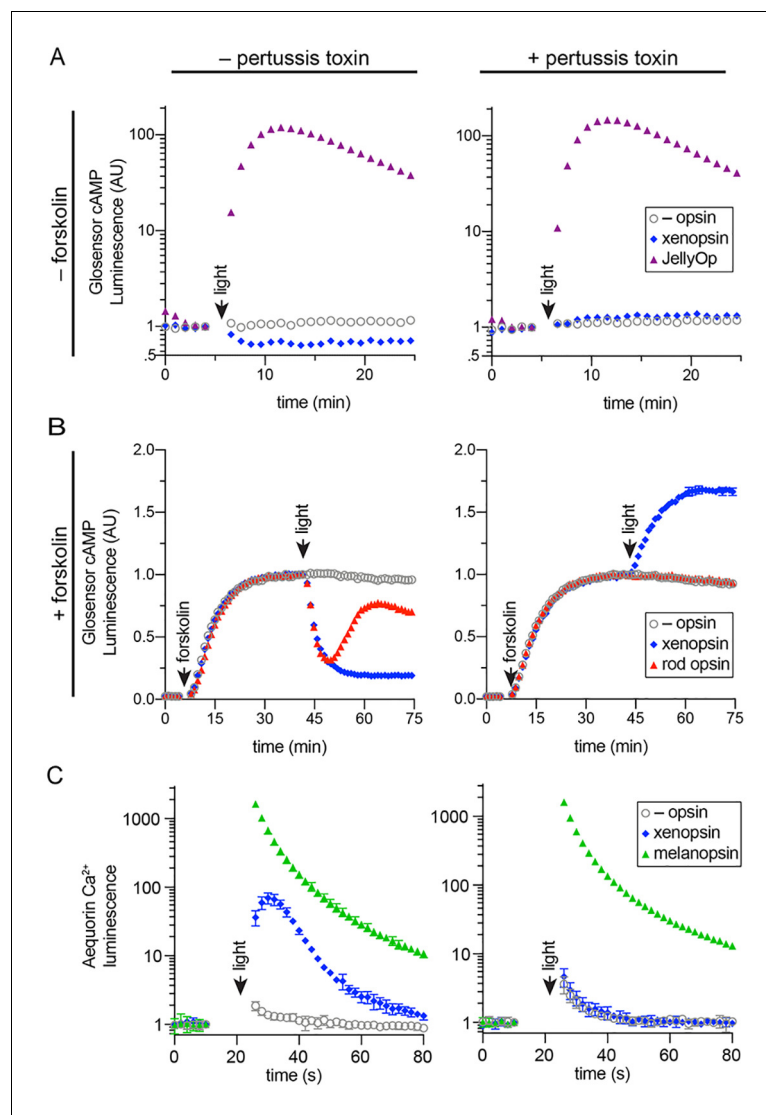 A
– pertussis toxin
+ pertussis toxin
– forskolin
Glosensor cAMP
Luminescence (AU)
100
10
1
.5
light
0
10
20
time (min)
100
10
1
.5
light
– opsin
xenopsin
JellyOp
0
10
20
time (min)
B
+ forskolin
Glosensor cAMP
Luminescence (AU)
2.0
1.5
1.0
0.5
0.0
forskolin
light
0
15
30
45
60
75
time (min)
2.0
1.5
1.0
0.5
0.0
forskolin
light
– opsin
xenopsin
rod opsin
0
15
30
45
60
75
time (min)
C
Aequorin Ca²⁺
luminescence
1000
100
10
1
light
0
20
40
60
80
time (s)
1000
100
10
1
light
– opsin
xenopsin
melanopsin
0
20
40
60
80
time (s)